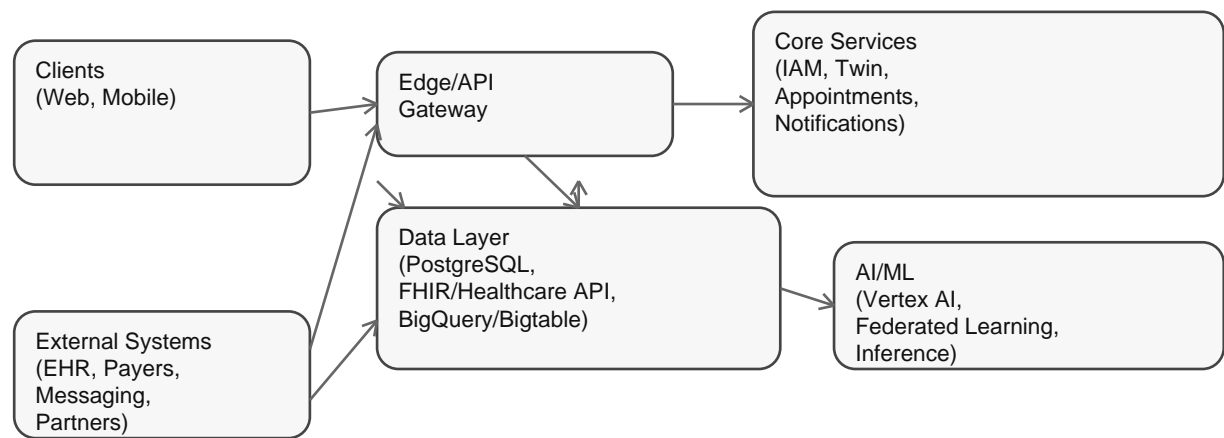 Clients
(Web, Mobile)
Edge/API
Gateway
Core Services
(IAM, Twin,
Appointments,
Notifications)
Data Layer
(PostgreSQL,
FHIR/Healthcare API,
BigQuery/Bigtable)
AI/ML
(Vertex AI,
Federated Learning,
Inference)
External Systems
(EHR, Payers,
Messaging,
Partners)